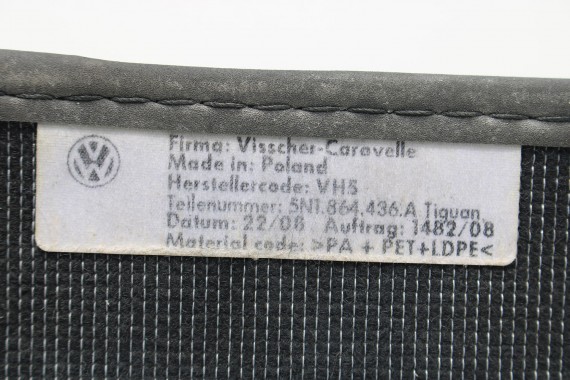 Firma: Visscher-Caravelle
Made in: Poland
Herstellercode: VH5
Teilenummer: 5N1.864.436.A Tiguan
Datum: 22/08 Auftrag: 1482/08
Material code: >PA + PET+LDPE<